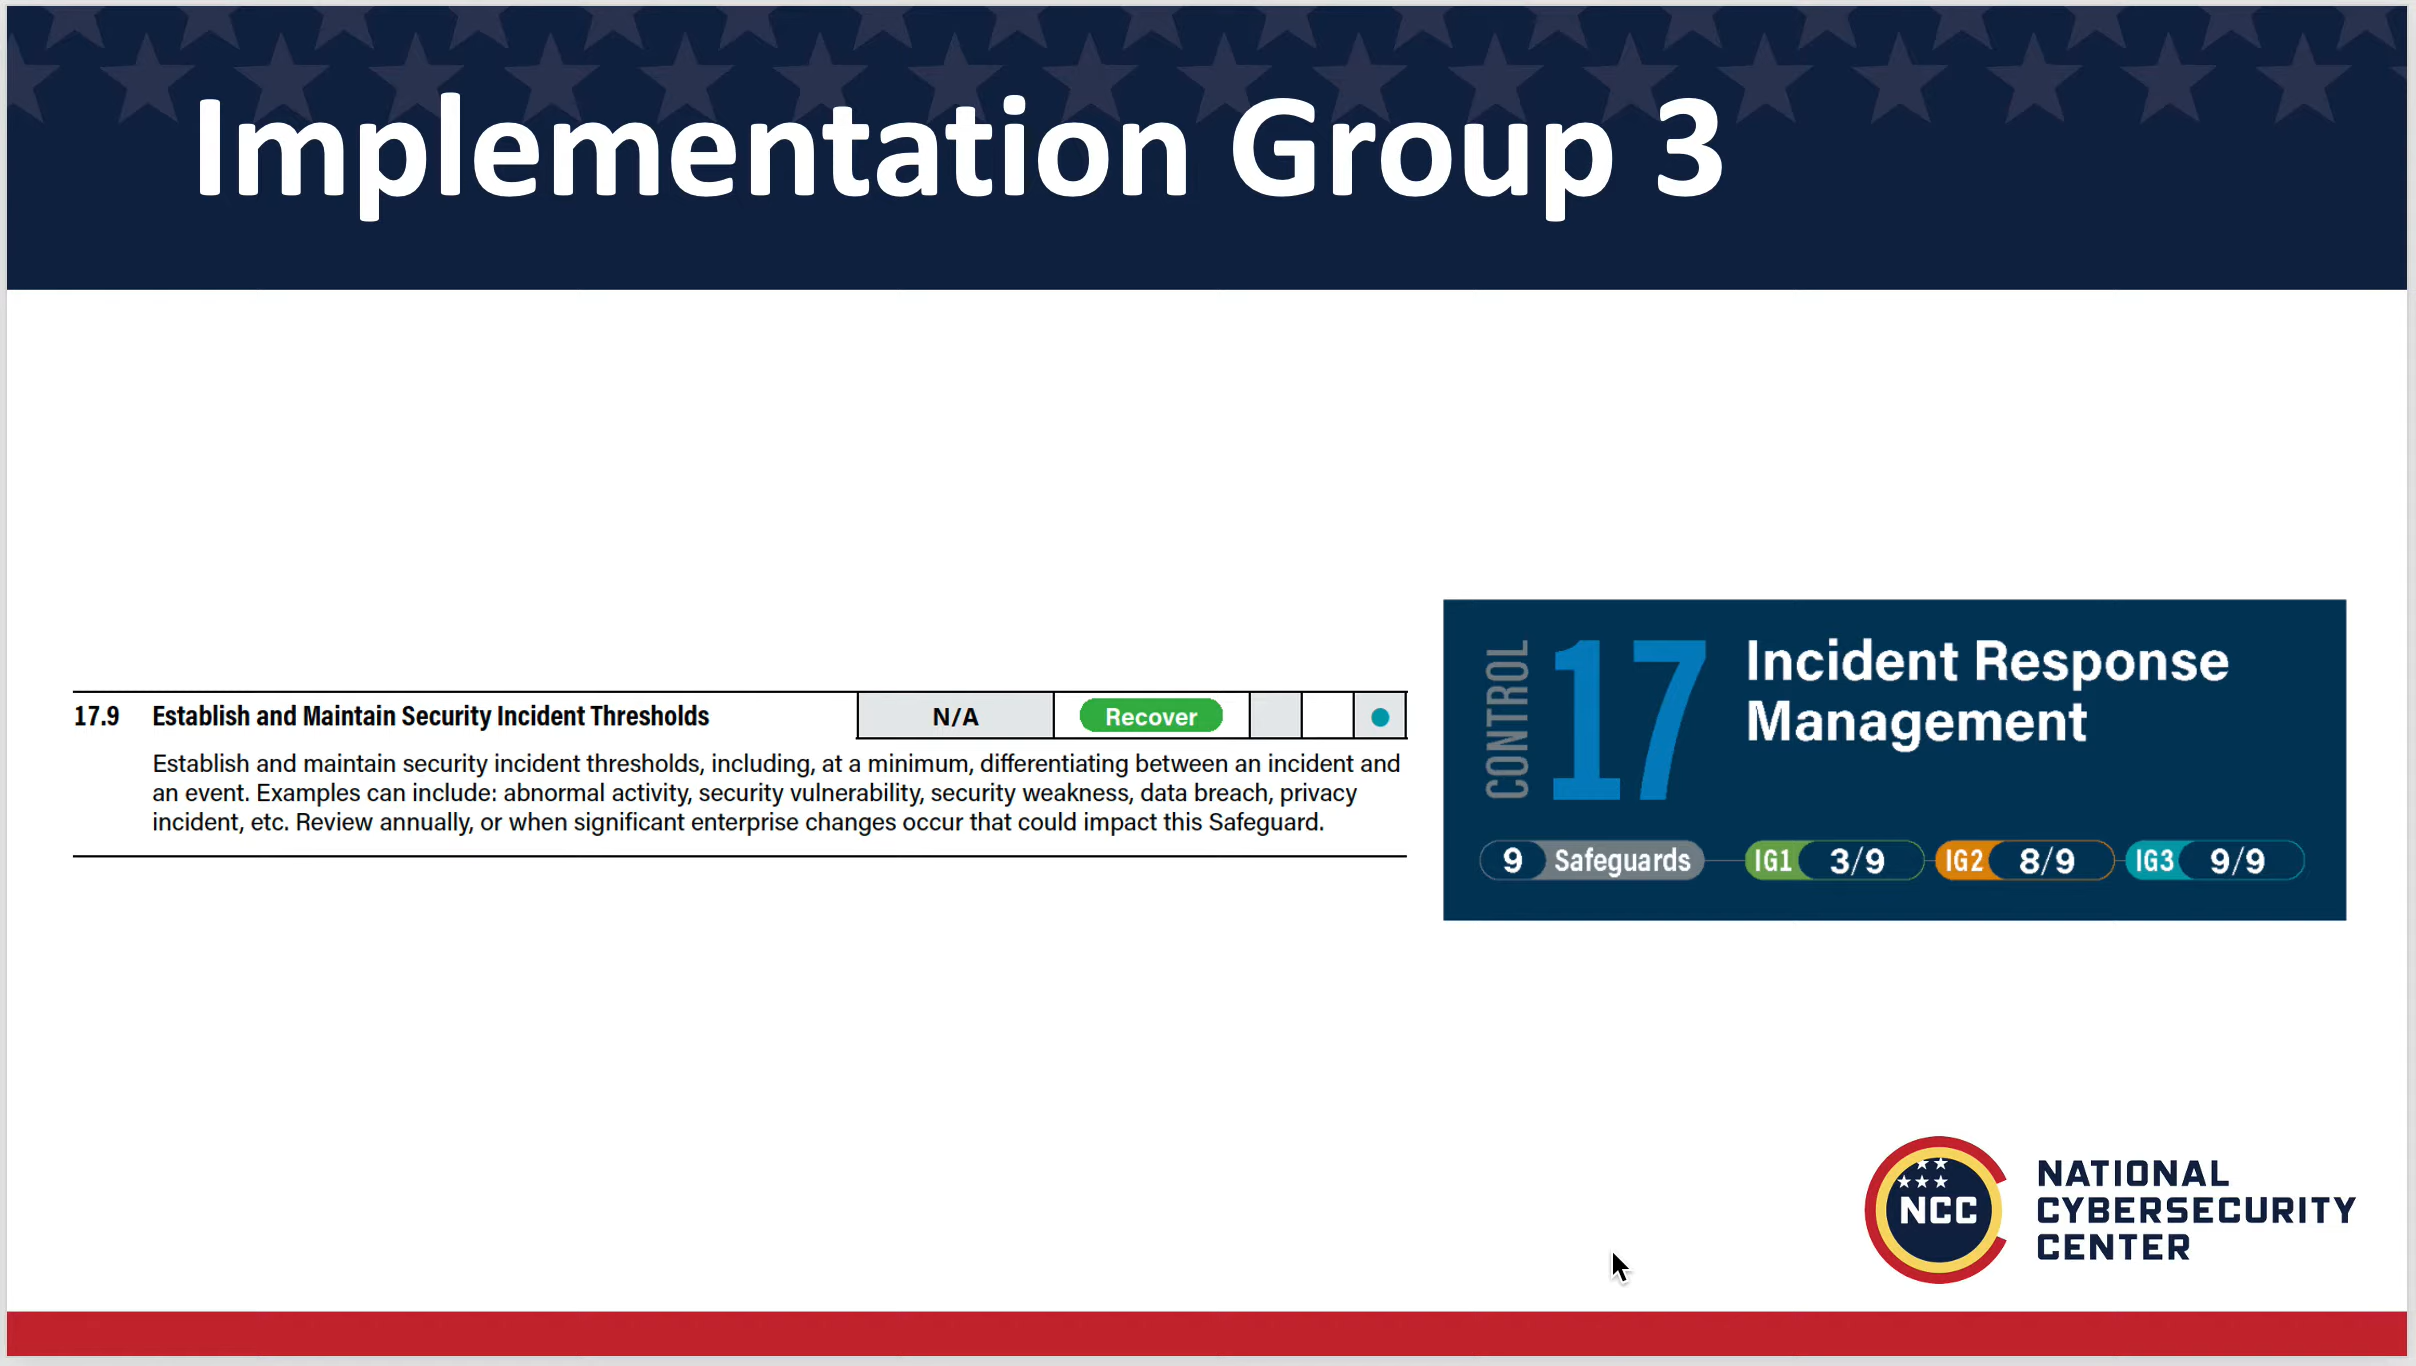 Implementation Group 3
17.9 Establish and Maintain Security Incident Thresholds N/A Recover
Establish and maintain security incident thresholds, including, at a minimum, differentiating between an incident and
an event. Examples can include: abnormal activity, security vulnerability, security weakness, data breach, privacy
incident, etc. Review annually, or when significant enterprise changes occur that could impact this Safeguard.
CONTROL 17
Incident Response
Management
9 Safeguards IG1 3/9 IG2 8/9 IG3 9/9
NCC
NATIONAL
CYBERSECURITY
CENTER